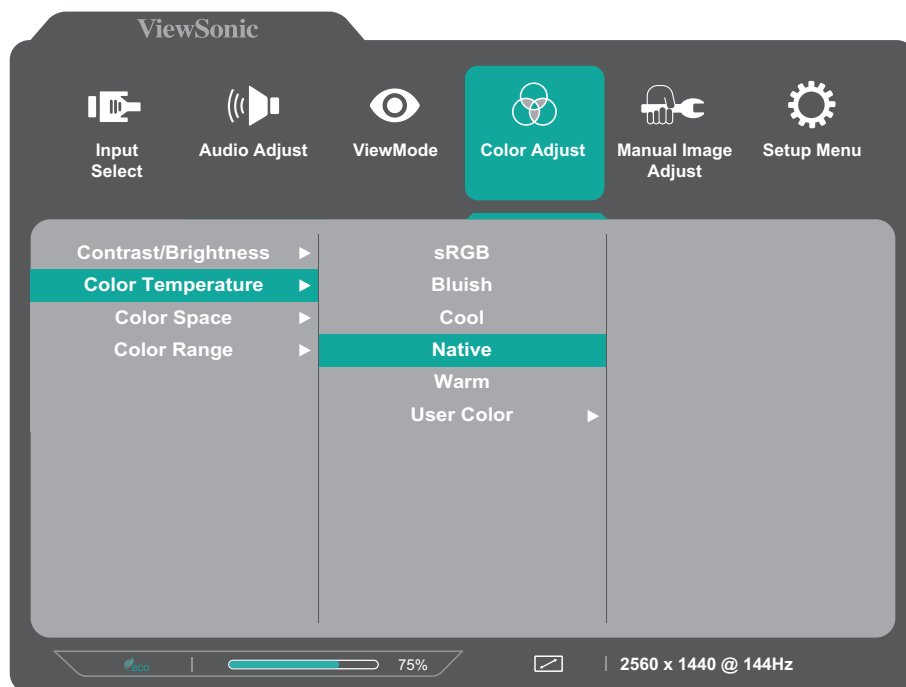 ViewSonic
Input Select
Audio Adjust
ViewMode
Color Adjust
Manual Image Adjust
Setup Menu
Contrast/Brightness
Color Temperature
Color Space
Color Range
sRGB
Bluish
Cool
Native
Warm
User Color
eco
75%
2560 x 1440 @ 144Hz